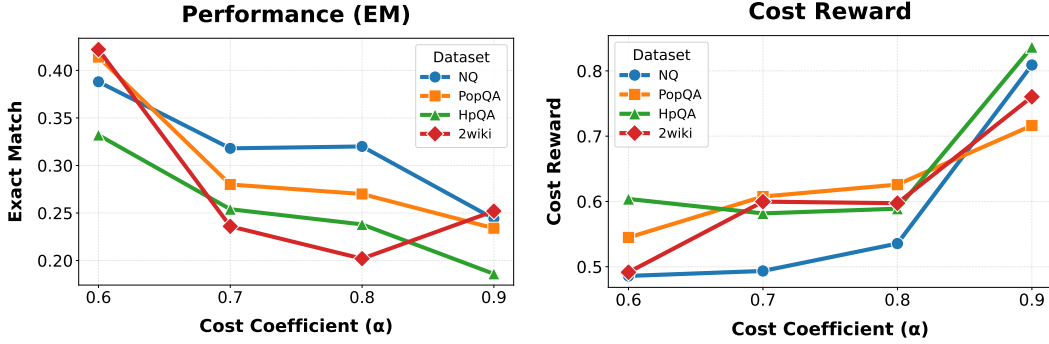 Performance (EM)
Exact Match
0.40
0.35
0.30
0.25
0.20
Dataset
NQ
PopQA
HpQA
2wiki
0.6 0.7 0.8 0.9
Cost Coefficient (α)
Cost Reward
Cost Reward
0.8
0.7
0.6
0.5
Dataset
NQ
PopQA
HpQA
2wiki
0.6 0.7 0.8 0.9
Cost Coefficient (α)